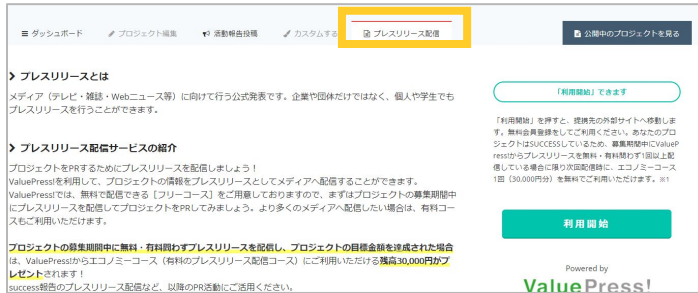 ダッシュボード
プロジェクト編集
活動報告投稿
カスタムする
プレスリリース配信
公開中のプロジェクトを見る
プレスリリースとは
メディア（テレビ・雑誌・Webニュース等）に向けて行う公式発表です。企業や団体だけではなく、個人や学生でも
プレスリリースを行うことができます。
プレスリリース配信サービスの紹介
プロジェクトをPRするためにプレスリリースを配信しましょう！
ValuePress!を利用して、プロジェクトの情報をプレスリリースとしてメディアへ配信することができます。
ValuePress!では、無料で配信できる［フリーコース］をご用意しておりますので、まずはプロジェクトの募集期間中
にプレスリリースを配信してプロジェクトをPRしてみましょう。より多くのメディアへ配信したい場合は、有料コー
スもご利用いただけます。
プロジェクトの募集期間中に無料・有料問わずプレスリリースを配信し、プロジェクトの目標金額を達成された場合
は、ValuePress!からエコノミーコース（有料のプレスリリース配信コース）にご利用いただける残高30,000円がプ
レゼントされます！
success報告のプレスリリース配信など、以降のPR活動にご活用ください。
「利用開始」できます
「利用開始」を押すと、提携先の外部サイトへ移動しま
す。無料会員登録をしてご利用ください。あなたのプロ
ジェクトはSUCCESSしているため、募集期間中にValueP
ress!からプレスリリースを無料・有料問わず1回以上配
信している場合に限り次回配信時に、エコノミーコース
1回（30,000円分）を無料でご利用いただけます。※1
利用開始
Powered by
ValuePress!